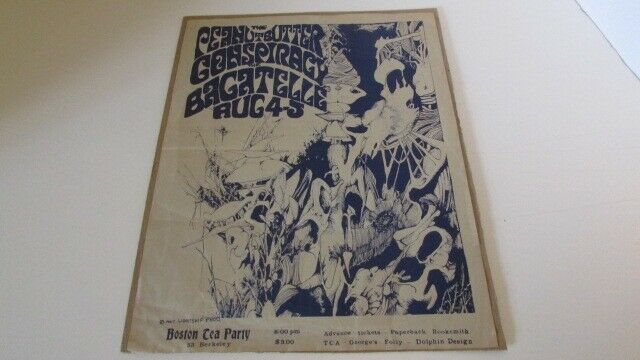 THE
PEANUT BUTTER
CONSPIRACY
BAGATELLE
AUG 4-5
Boston Tea Party
53 Berkeley
8:00 pm
$3.00
Advance tickets - Paperback Booksmith
TCA - George's Folly - Dolphin Design